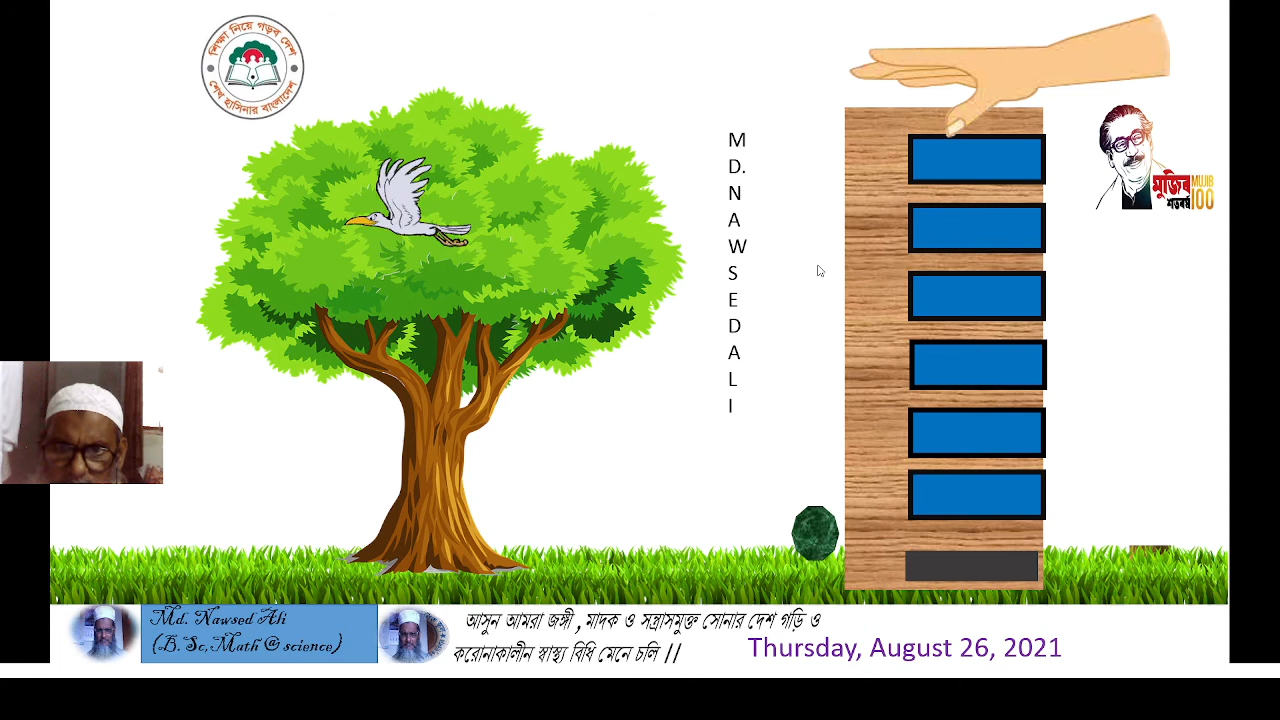 শিক্ষা নিয়ে গড়ব দেশ
শেখ হাসিনার বাংলাদেশ
M
D.
N
A
W
S
E
D
A
L
I
মুজিব
শতবর্ষ
MUJIB
100
Md. Nawsed Ali
(B.Sc,Math @ science)
আসুন আমরা জঙ্গী , মাদক ও সন্ত্রাসমুক্ত সোনার দেশ গড়ি ও
করোনাকালীন স্বাস্থ্য বিধি মেনে চলি ।।
Thursday, August 26, 2021